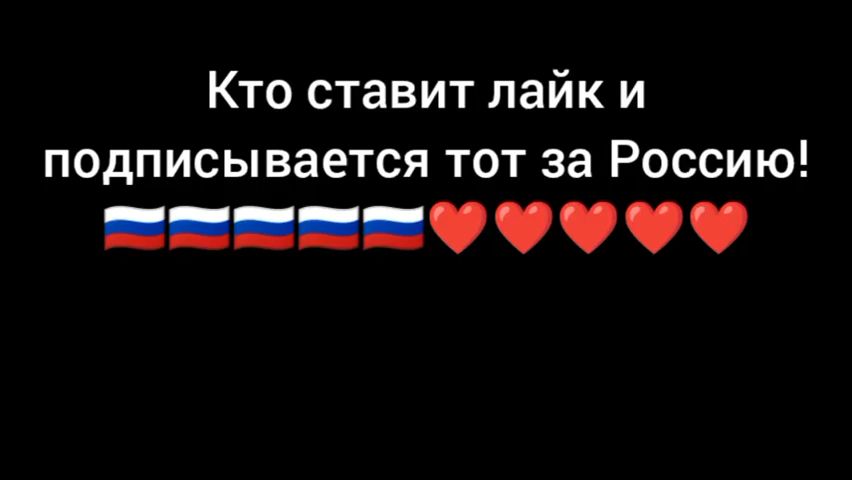 Кто ставит лайк и
подписывается тот за Россию!
🇷🇺🇷🇺🇷🇺🇷🇺🇷🇺❤️❤️❤️❤️❤️